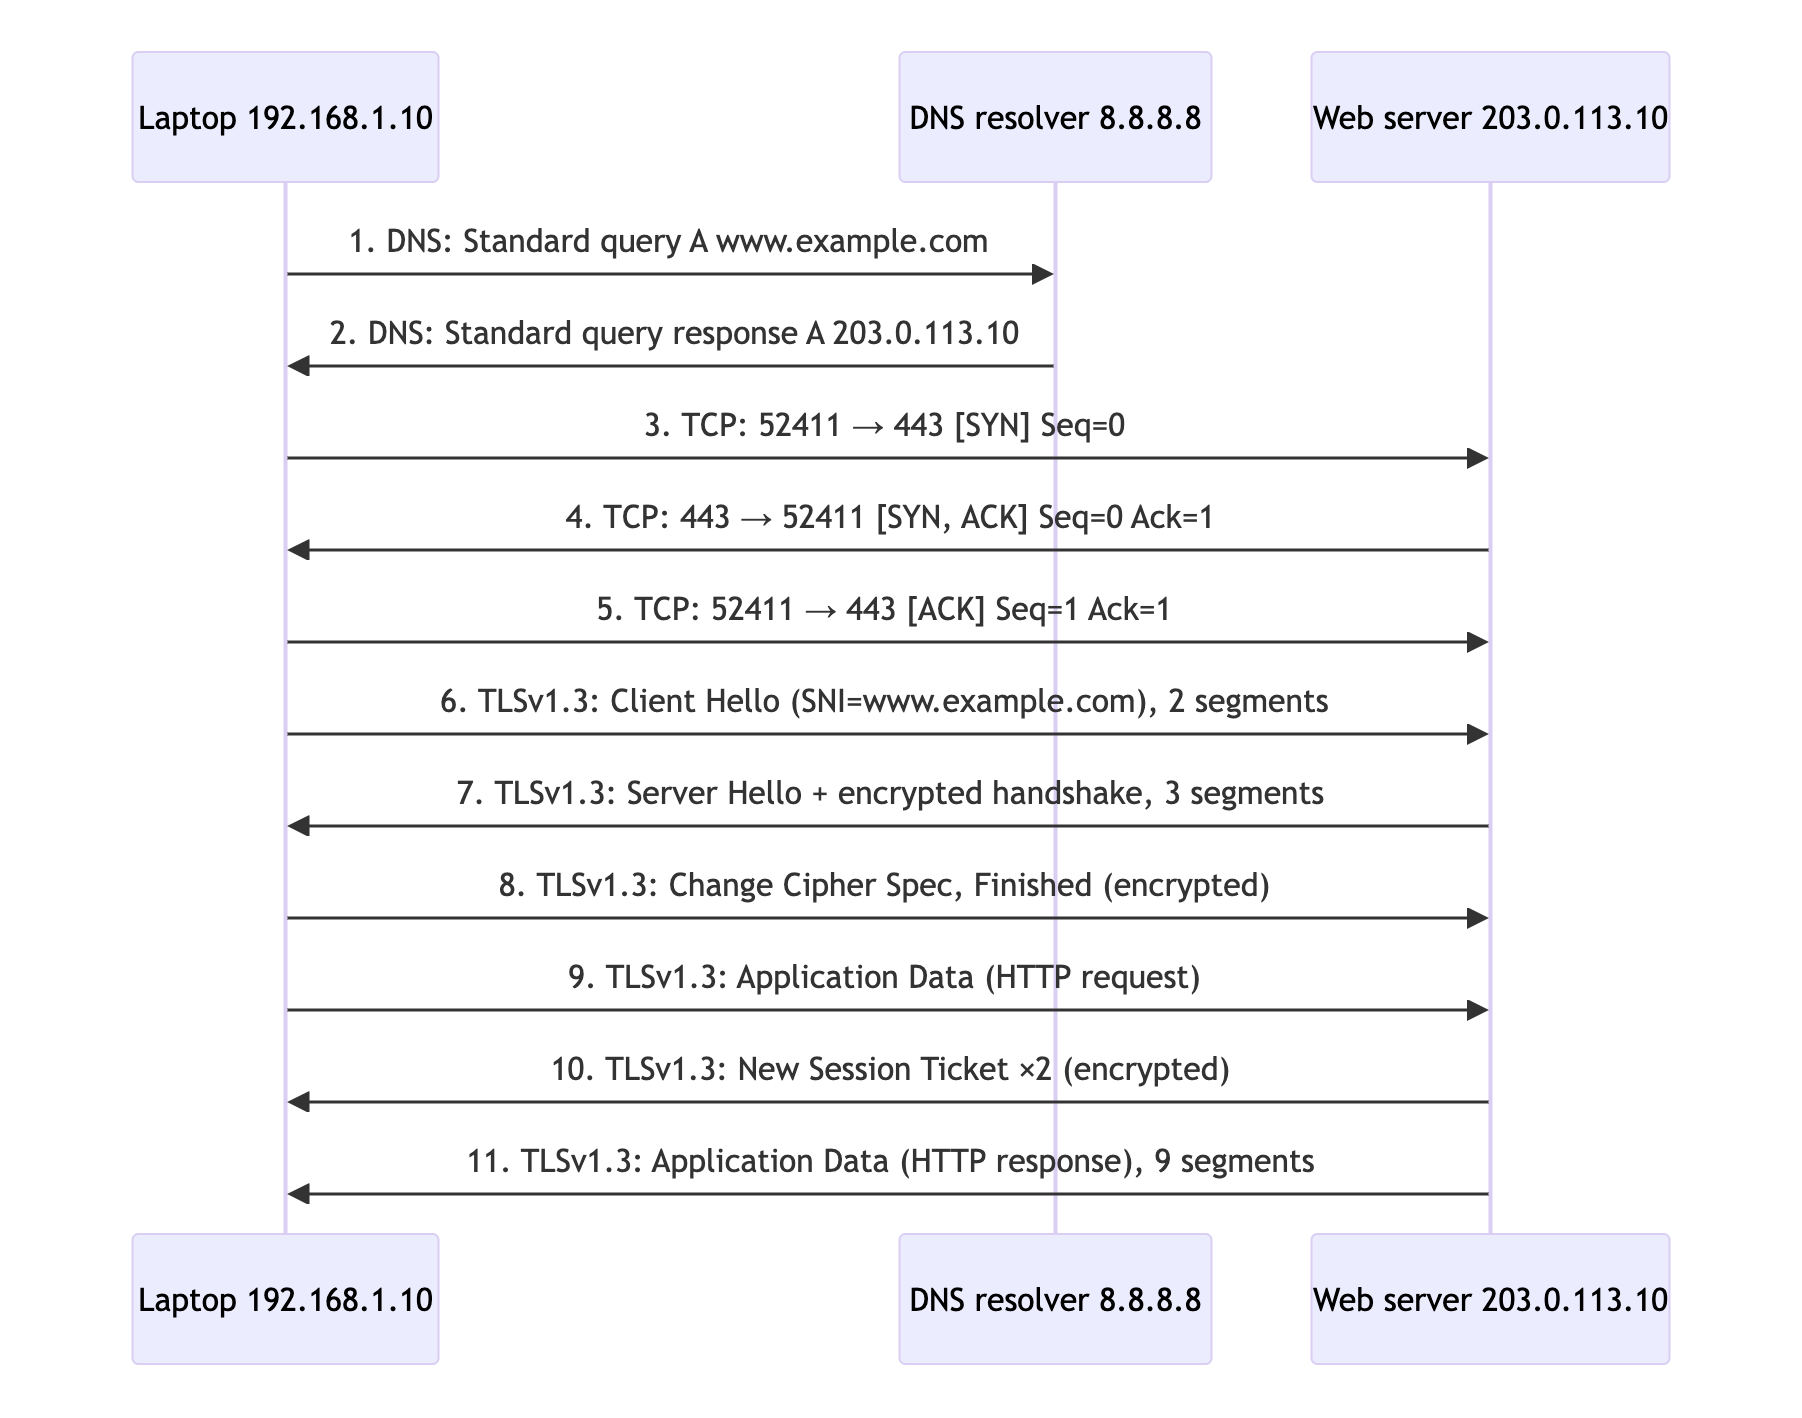 Laptop 192.168.1.10
DNS resolver 8.8.8.8
Web server 203.0.113.10
1. DNS: Standard query A www.example.com
2. DNS: Standard query response A 203.0.113.10
3. TCP: 52411 → 443 [SYN] Seq=0
4. TCP: 443 → 52411 [SYN, ACK] Seq=0 Ack=1
5. TCP: 52411 → 443 [ACK] Seq=1 Ack=1
6. TLSv1.3: Client Hello (SNI=www.example.com), 2 segments
7. TLSv1.3: Server Hello + encrypted handshake, 3 segments
8. TLSv1.3: Change Cipher Spec, Finished (encrypted)
9. TLSv1.3: Application Data (HTTP request)
10. TLSv1.3: New Session Ticket ×2 (encrypted)
11. TLSv1.3: Application Data (HTTP response), 9 segments
Laptop 192.168.1.10
DNS resolver 8.8.8.8
Web server 203.0.113.10